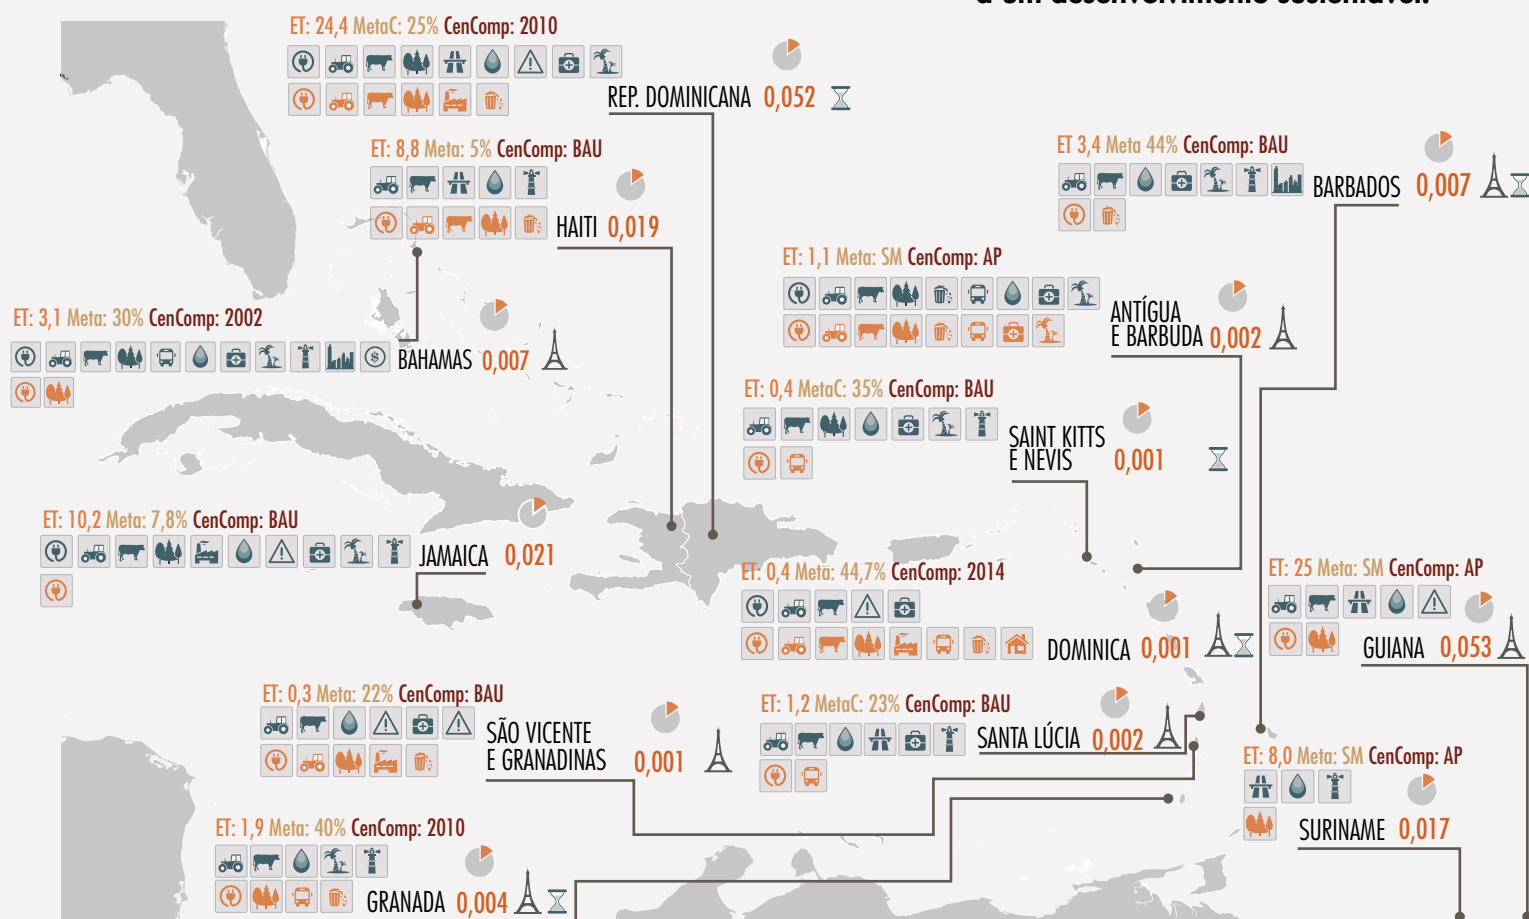 ET: 24,4 MetaC: 25% CenComp: 2010
REP. DOMINICANA 0,052
ET: 8,8 Meta: 5% CenComp: BAU
HAITI 0,019
ET 3,4 Meta 44% CenComp: BAU
BARBADOS 0,007
ET: 1,1 Meta: SM CenComp: AP
ANTÍGUA
E BARBUDA 0,002
ET: 3,1 Meta: 30% CenComp: 2002
$
BAHAMAS 0,007
ET: 0,4 MetaC: 35% CenComp: BAU
SAINT KITTS
E NEVIS 0,001
ET: 10,2 Meta: 7,8% CenComp: BAU
JAMAICA 0,021
ET: 0,4 Meta: 44,7% CenComp: 2014
DOMINICA 0,001
ET: 25 Meta: SM CenComp: AP
GUIANA 0,053
ET: 0,3 Meta: 22% CenComp: BAU
SÃO VICENTE
E GRANADINAS 0,001
ET: 1,2 MetaC: 23% CenComp: BAU
SANTA LÚCIA 0,002
ET: 8,0 Meta: SM CenComp: AP
SURINAME 0,017
ET: 1,9 Meta: 40% CenComp: 2010
GRANADA 0,004